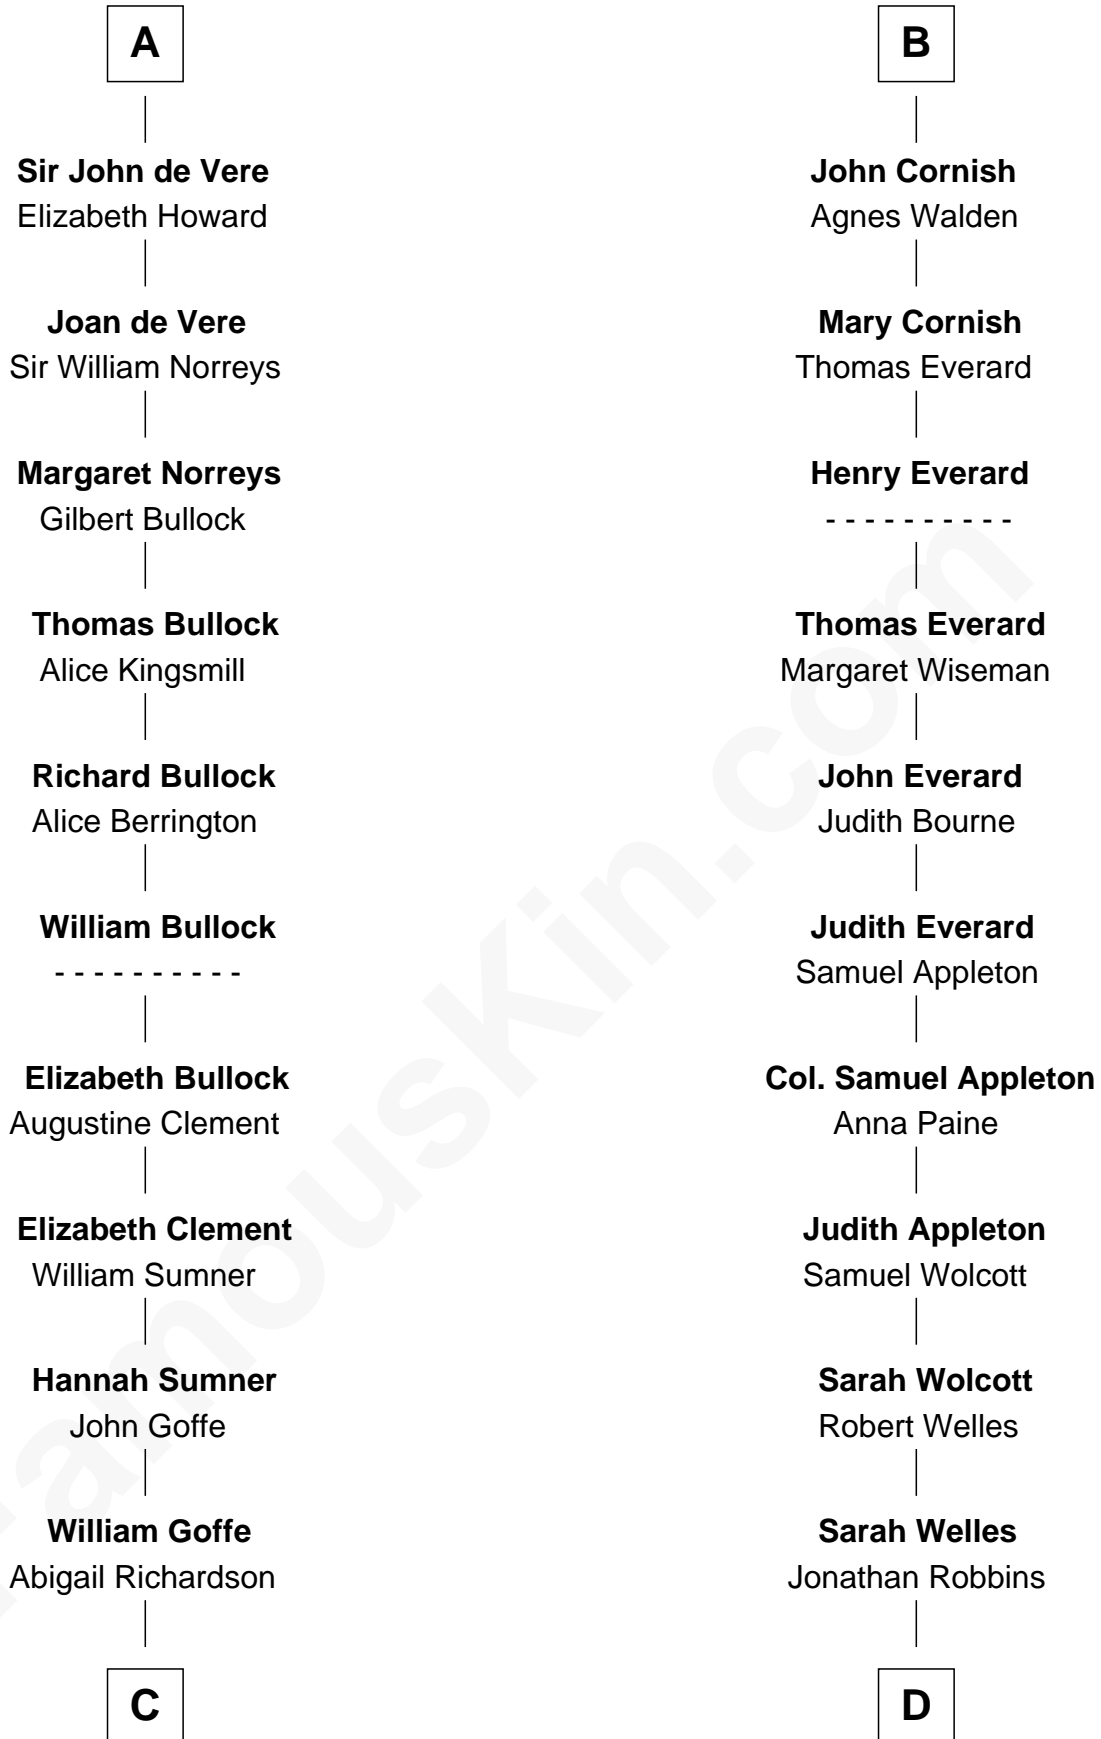 A
Sir John de Vere
Elizabeth Howard
Joan de Vere
Sir William Norreys
Margaret Norreys
Gilbert Bullock
Thomas Bullock
Alice Kingsmill
Richard Bullock
Alice Berrington
William Bullock
- - - - - - - - - -
Elizabeth Bullock
Augustine Clement
Elizabeth Clement
William Sumner
Hannah Sumner
John Goffe
William Goffe
Abigail Richardson
C
B
John Cornish
Agnes Walden
Mary Cornish
Thomas Everard
Henry Everard
- - - - - - - - - -
Thomas Everard
Margaret Wiseman
John Everard
Judith Bourne
Judith Everard
Samuel Appleton
Col. Samuel Appleton
Anna Paine
Judith Appleton
Samuel Wolcott
Sarah Wolcott
Robert Welles
Sarah Welles
Jonathan Robbins
D
FamousKin.com